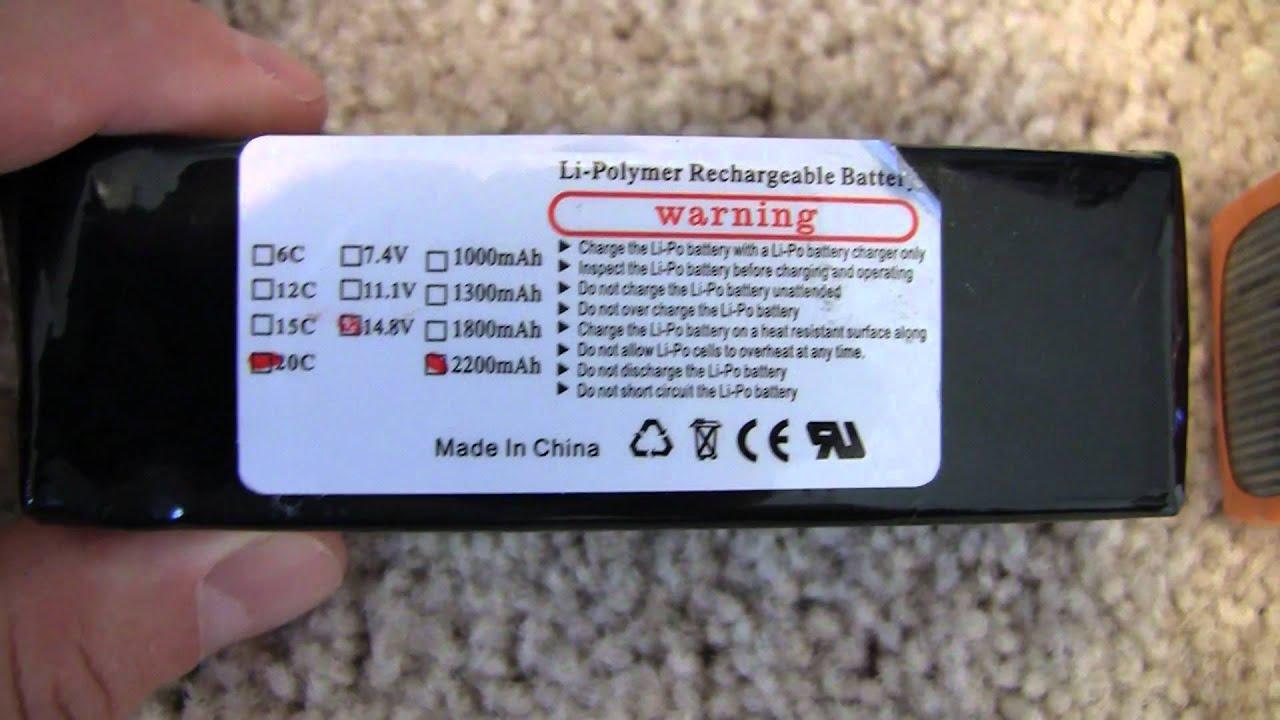 Li-Polymer Rechargeable Battery
warning
6C 7.4V 1000mAh
12C 11.1V 1300mAh
15C 14.8V 1800mAh
20C 2200mAh
Charge the Li-Po battery with a Li-Po battery charger only
Inspect the Li-Po battery before charging and operating
Do not charge the Li-Po battery unattended
Do not over charge the Li-Po battery
Charge the Li-Po battery on a heat resistant surface along
Do not allow Li-Po cells to overheat at any time.
Do not discharge the Li-Po battery
Do not short circuit the Li-Po battery
Made In China CE